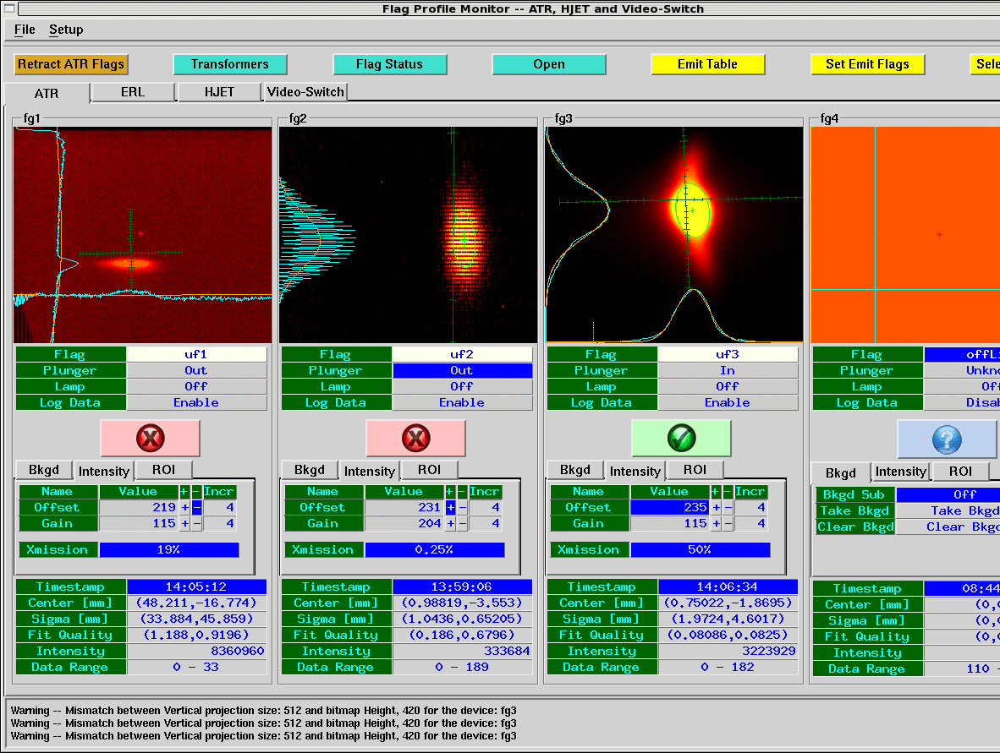 Flag Profile Monitor -- ATR, HJET and Video-Switch
File Setup
Retract ATR Flags Transformers Flag Status Open Emit Table Set Emit Flags Sele
ATR ERL HJET Video-Switch
fg1 fg2 fg3 fg4
Flag uf1 Flag uf2 Flag uf3 Flag offLi
Plunger Out Plunger Out Plunger In Plunger Unkno
Lamp Off Lamp Off Lamp Off Lamp Off
Log Data Enable Log Data Enable Log Data Enable Log Data Disab
Bkgd Intensity ROI Bkgd Intensity ROI Bkgd Intensity ROI Bkgd Intensity ROI
Name Value + - Incr Name Value + - Incr Name Value + - Incr Bkgd Sub Off
Offset 219 + - 4 Offset 231 + - 4 Offset 235 + - 4 Take Bkgd Take Bkgd
Gain 115 + - 4 Gain 204 + - 4 Gain 115 + - 4 Clear Bkgd Clear Bkgd
Xmission 19% Xmission 0.25% Xmission 50%
Timestamp 14:05:12 Timestamp 13:59:06 Timestamp 14:06:34 Timestamp 08:44
Center [mm] (48.211,-16.774) Center [mm] (0.98819,-3.553) Center [mm] (0.75022,-1.8695) Center [mm] (0,
Sigma [mm] (33.884,45.859) Sigma [mm] (1.0436,0.65205) Sigma [mm] (1.9724,4.6017) Sigma [mm] (0,
Fit Quality (1.188,0.9196) Fit Quality (0.186,0.6796) Fit Quality (0.08086,0.0825) Fit Quality (0,
Intensity 8360960 Intensity 333684 Intensity 3223929 Intensity
Data Range 0 - 33 Data Range 0 - 189 Data Range 0 - 182 Data Range 110 -
Warning -- Mismatch between Vertical projection size: 512 and bitmap Height, 420 for the device: fg3
Warning -- Mismatch between Vertical projection size: 512 and bitmap Height, 420 for the device: fg3
Warning -- Mismatch between Vertical projection size: 512 and bitmap Height, 420 for the device: fg3